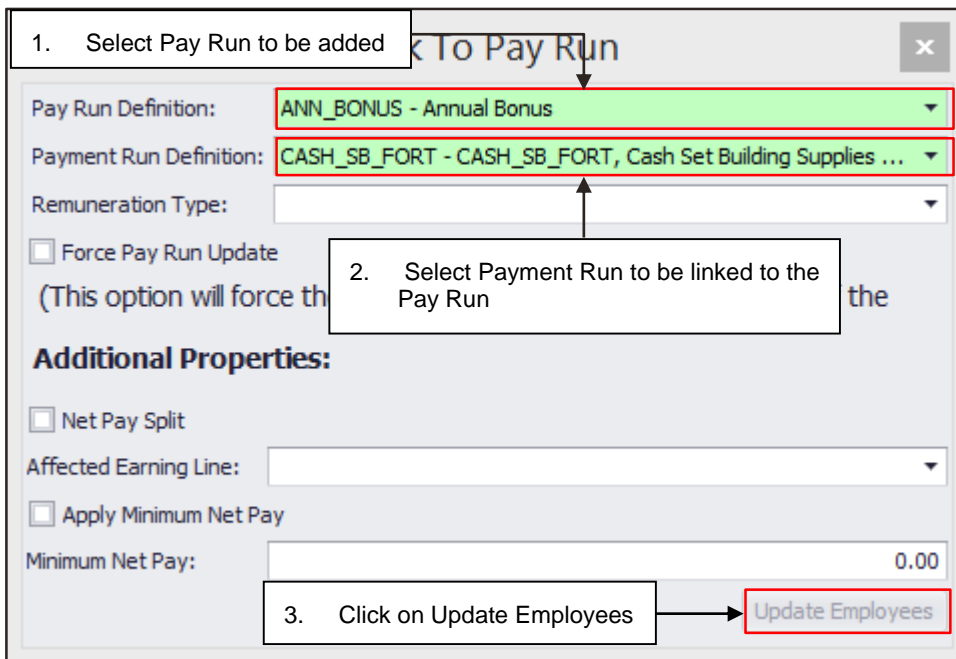 1. Select Pay Run to be added
k To Pay Run
x
Pay Run Definition: ANN_BONUS - Annual Bonus
Payment Run Definition: CASH_SB_FORT - CASH_SB_FORT, Cash Set Building Supplies ...
Remuneration Type:
Force Pay Run Update
2. Select Payment Run to be linked to the
Pay Run
(This option will force th the
Additional Properties:
Net Pay Split
Affected Earning Line:
Apply Minimum Net Pay
Minimum Net Pay: 0.00
3. Click on Update Employees
Update Employees